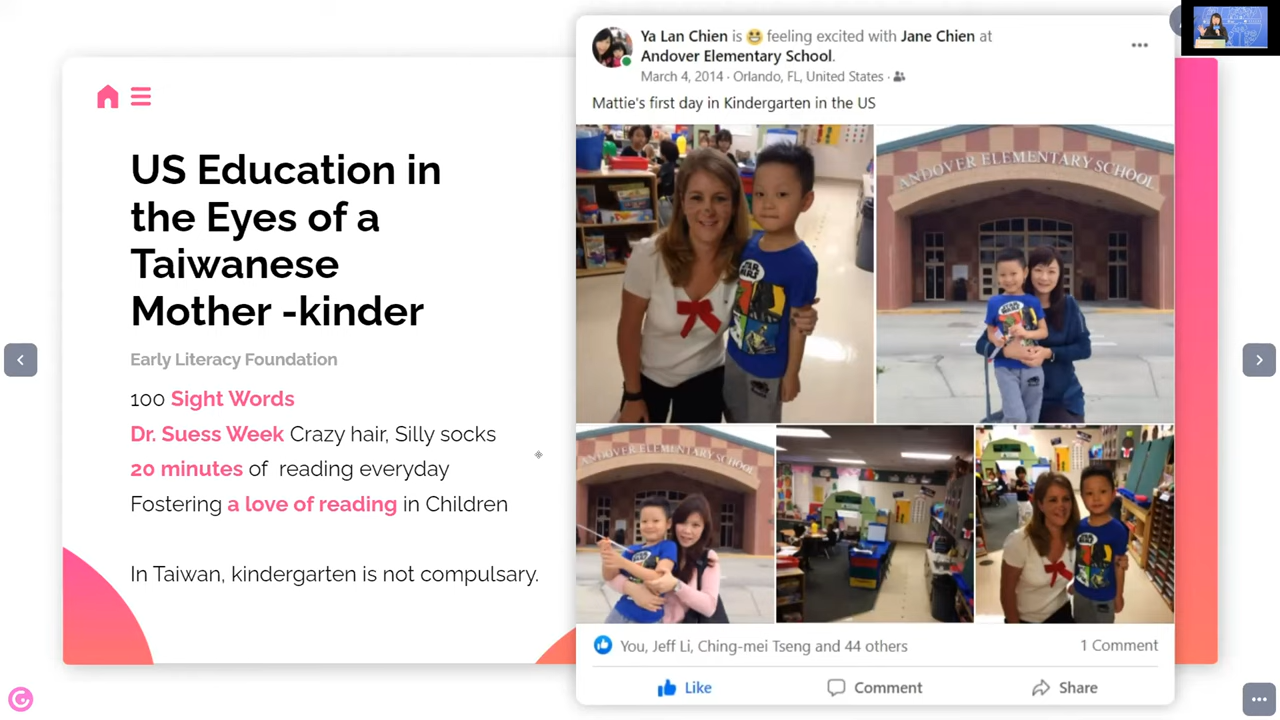 US Education in
the Eyes of a
Taiwanese
Mother -kinder
Early Literacy Foundation
100 Sight Words
Dr. Suess Week Crazy hair, Silly socks
20 minutes of reading everyday
Fostering a love of reading in Children
In Taiwan, kindergarten is not compulsary.
Ya Lan Chien is 😀 feeling excited with Jane Chien at
Andover Elementary School.
March 4, 2014 · Orlando, FL, United States ·
Mattie's first day in Kindergarten in the US
STAR WARS
ANDOVER ELEMENTARY SCHOOL
ANDOVER ELEMENTARY SCHOOL
You, Jeff Li, Ching-mei Tseng and 44 others
1 Comment
Like
Comment
Share